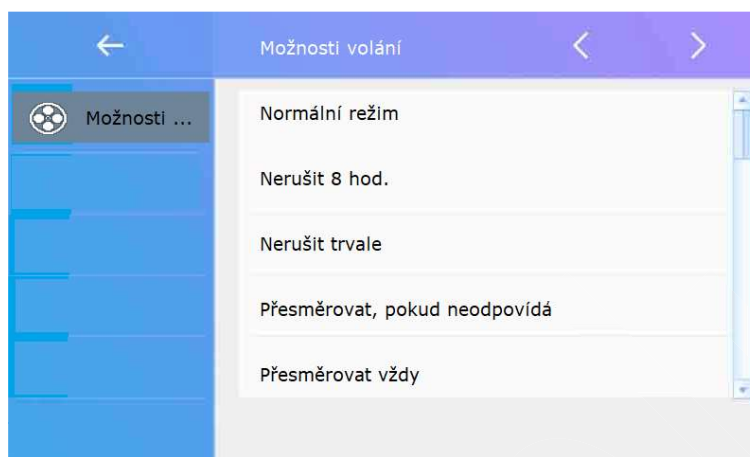 Možnosti volání
Možnosti ...
Normální režim
Nerušit 8 hod.
Nerušit trvale
Přesměrovat, pokud neodpovídá
Přesměrovat vždy